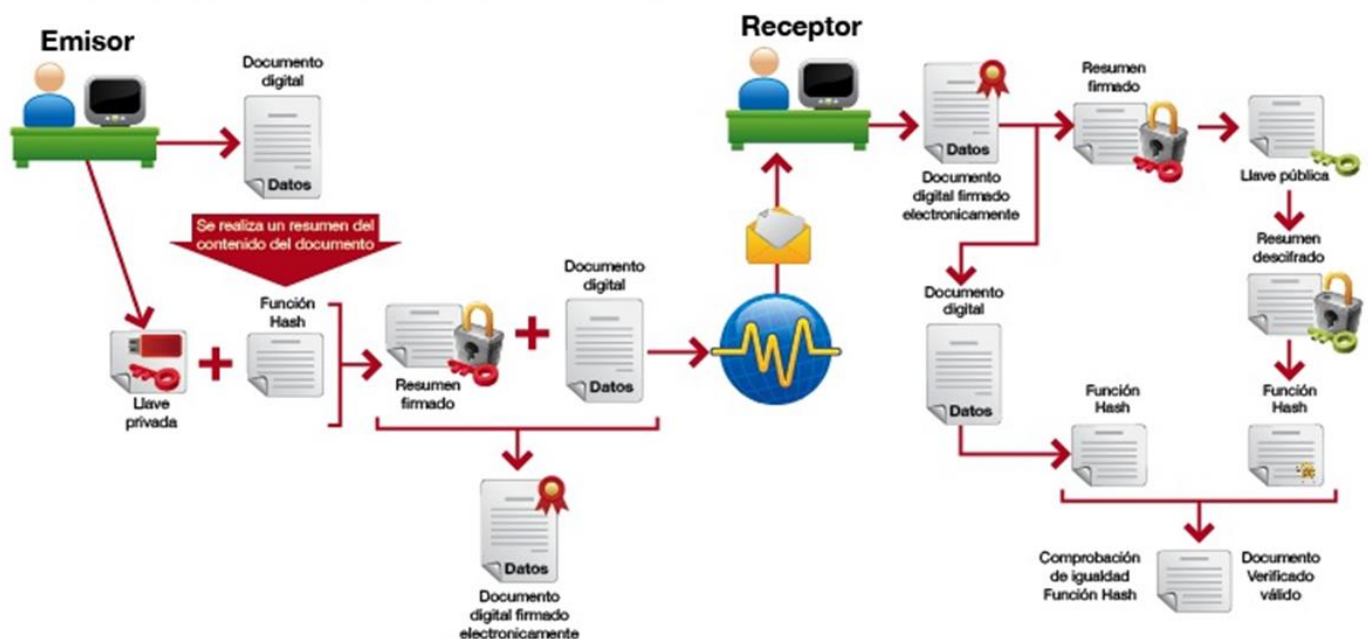 Emisor
Documento
digital
Datos
Se realiza un resumen del
contenido del documento
Llave
privada
Función
Hash
Resumen
firmado
Documento
digital
Datos
Datos
Documento
digital firmado
electronicamente
Receptor
Datos
Documento
digital firmado
electronicamente
Resumen
firmado
Llave pública
Resumen
descifrado
Documento
digital
Datos
Función
Hash
Función
Hash
Comprobación
de igualdad
Función Hash
Documento
Verificado
válido